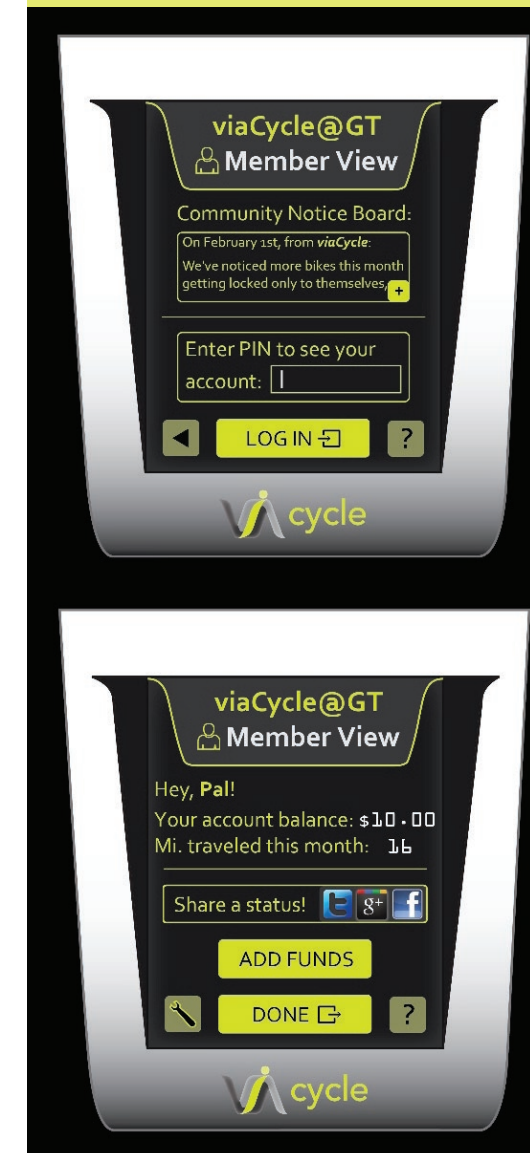 viaCycle@GT
Member View
Community Notice Board:
On February 1st, from viaCycle:
We've noticed more bikes this month
getting locked only to themselves,
+
Enter PIN to see your
account:
LOG IN
?
via cycle
viaCycle@GT
Member View
Hey, Pal!
Your account balance: $10.00
Mi. traveled this month: 16
Share a status! t g+ f
ADD FUNDS
DONE
?
via cycle